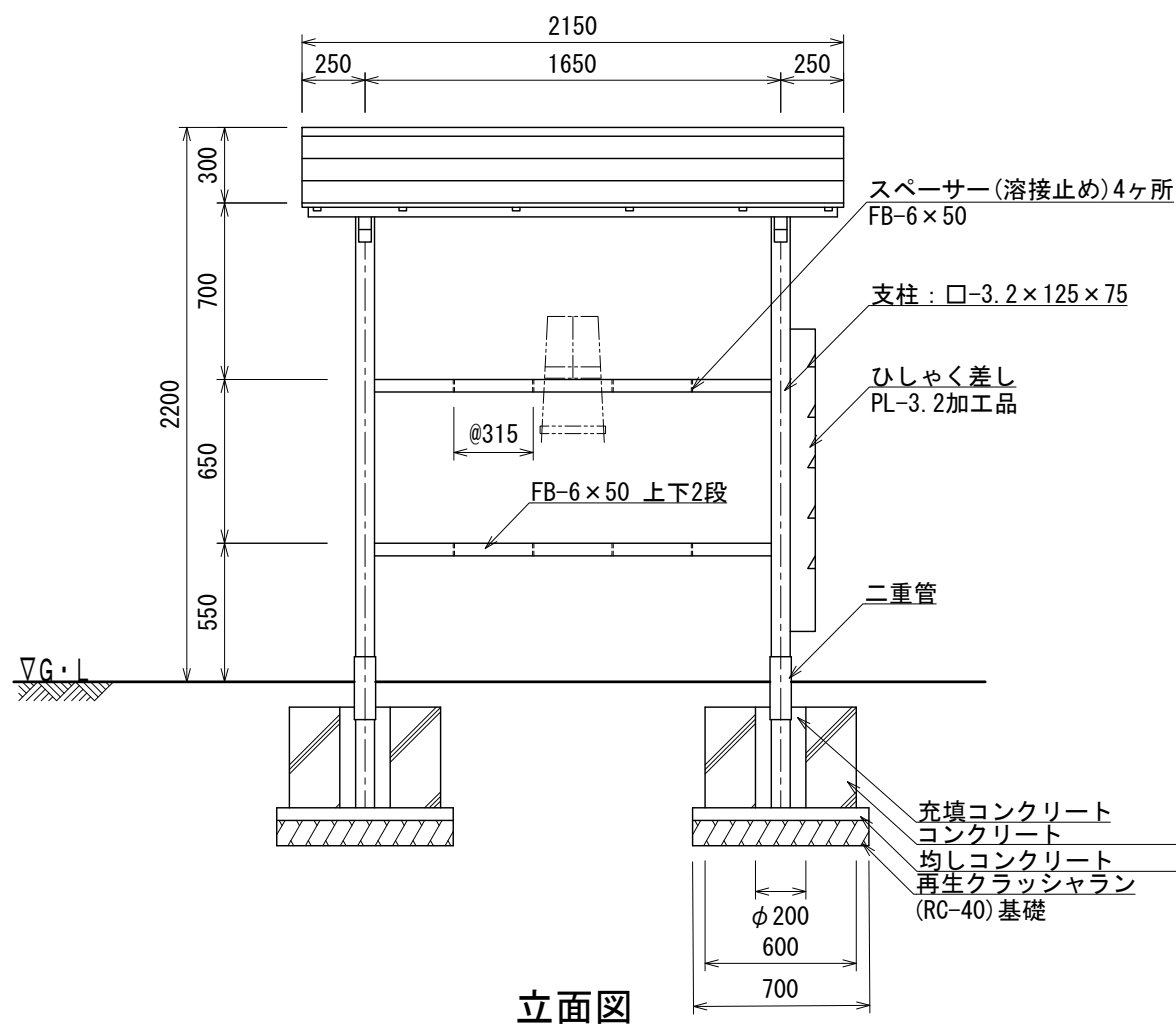 2150
250
1650
250
300
700
2200
650
550
スペーサー(溶接止め)4ヶ所
FB-6×50
支柱：□-3.2×125×75
ひしゃく差し
PL-3.2加工品
@315
FB-6×50 上下2段
二重管
▽G・L
充填コンクリート
コンクリート
均しコンクリート
再生クラッシャラン
(RC-40)基礎
φ200
600
700
立面図